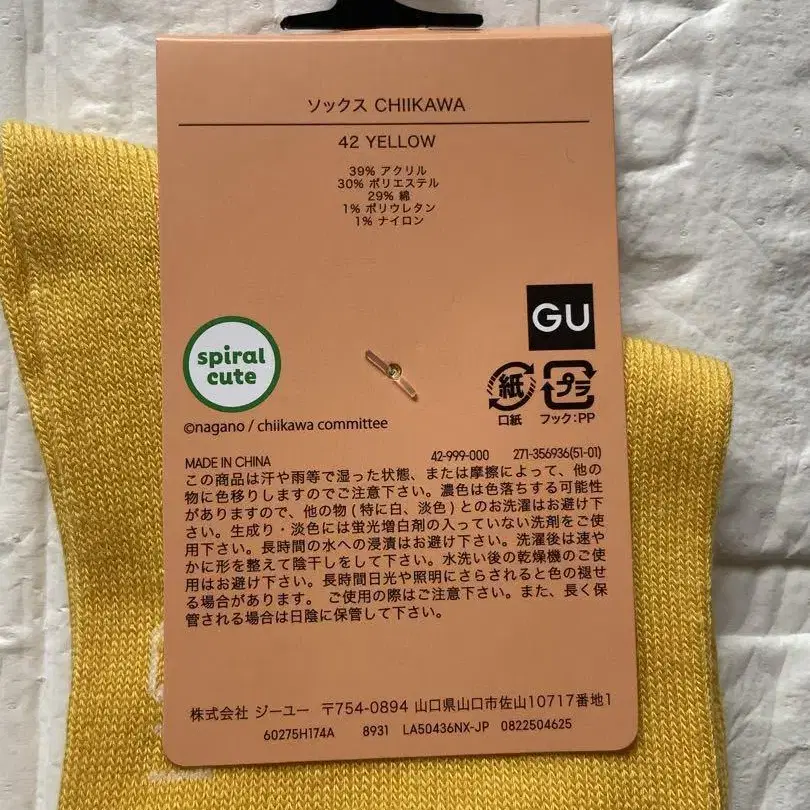 ソックス CHIIKAWA
42 YELLOW
39% アクリル
30% ポリエステル
29% 綿
1% ポリウレタン
1% ナイロン
GU
spiral
cute
紙
プラ
口紙
フック:PP
©nagano / chiikawa committee
MADE IN CHINA
42-999-000
271-356936(51-01)
この商品は汗や雨等で湿った状態、または摩擦によって、他の
物に色移りしますのでご注意下さい。濃色は色落ちする可能性
がありますので、他の物(特に白、淡色)とのお洗濯はお避け下
さい。生成り・淡色には蛍光増白剤の入っていない洗剤をご使
用下さい。長時間の水への浸漬はお避け下さい。洗濯後は速や
かに形を整えて陰干しをして下さい。水洗い後の乾燥機のご使
用はお避け下さい。長時間日光や照明にさらされると色の褪せ
る場合があります。 ご使用の際はご注意下さい。また、長く保
管される場合は日陰に保管して下さい。
株式会社 ジーユー 〒754-0894 山口県山口市佐山10717番地1
60275H174A 8931 LA50436NX-JP 0822504625